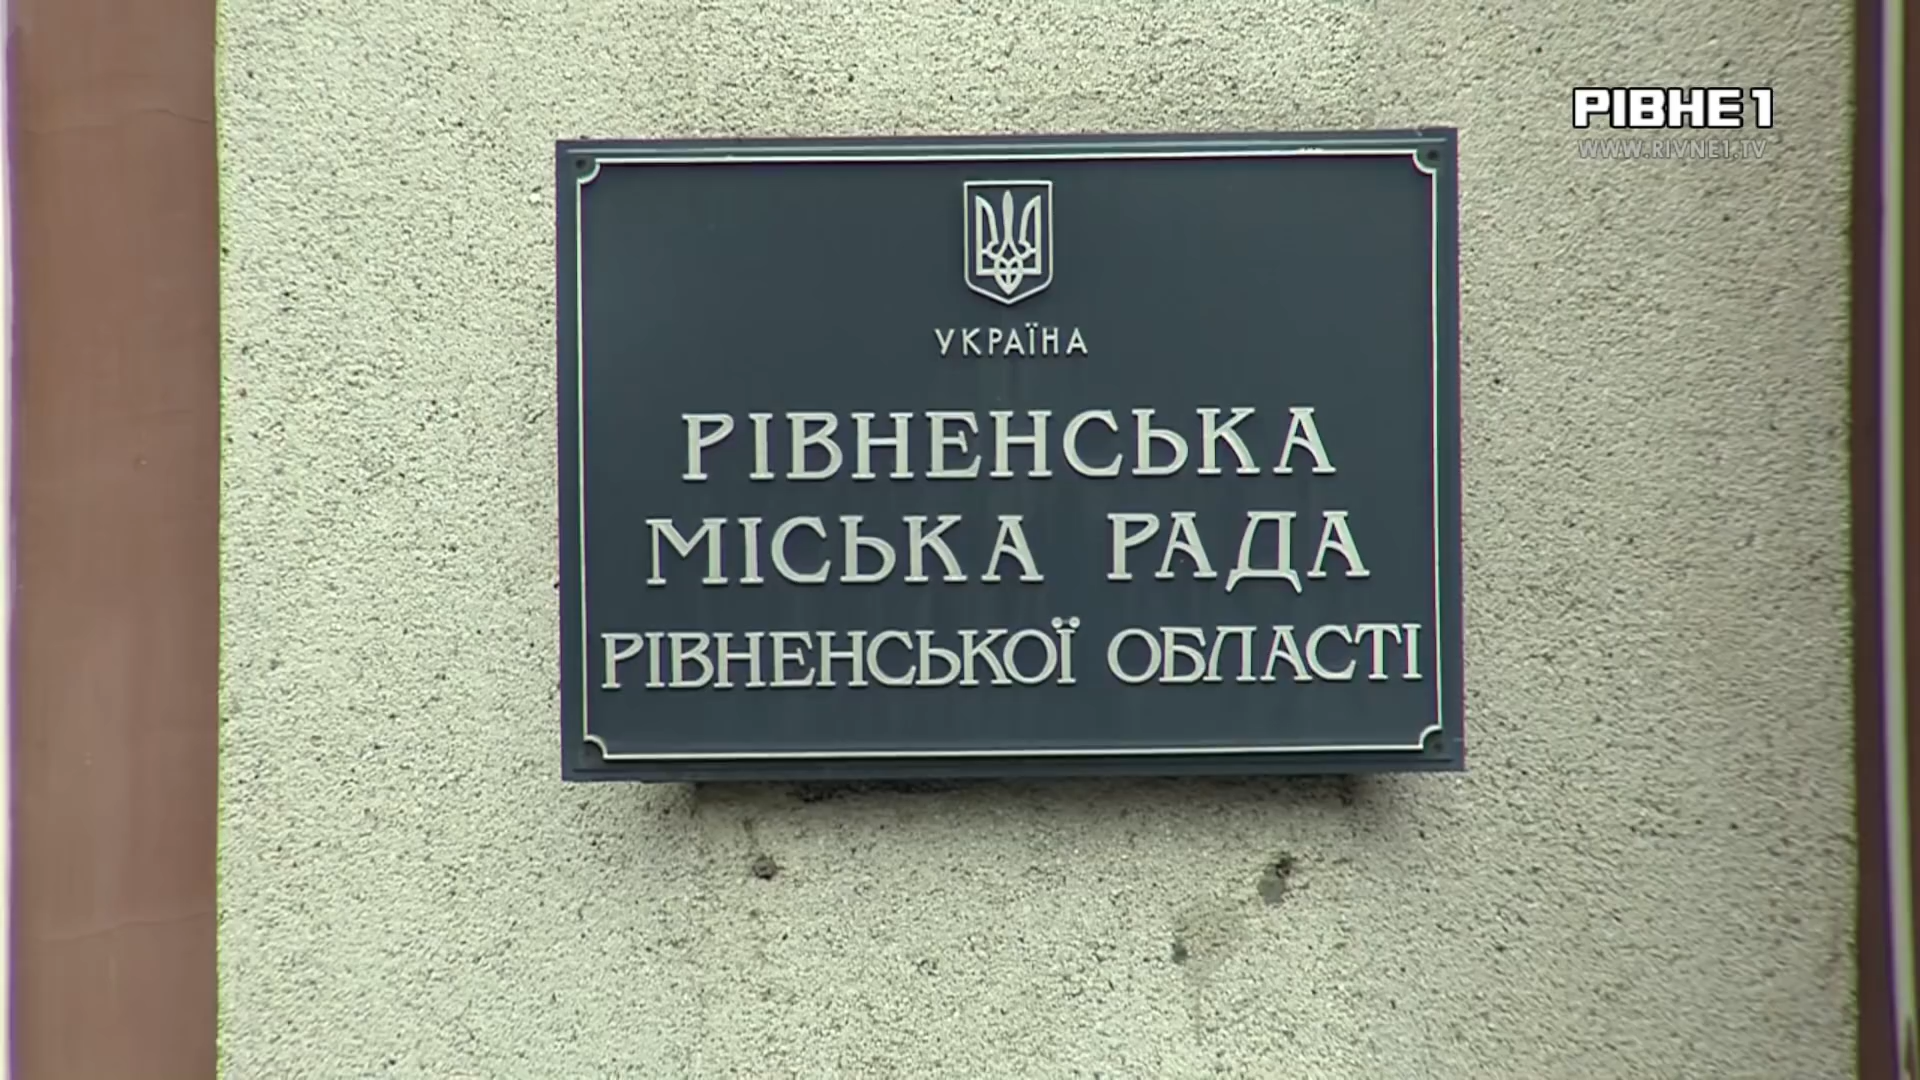 РІВНЕ 1
WWW.RIVNE1.TV
УКРАЇНА
РІВНЕНСЬКА
МІСЬКА РАДА
РІВНЕНСЬКОЇ ОБЛАСТІ